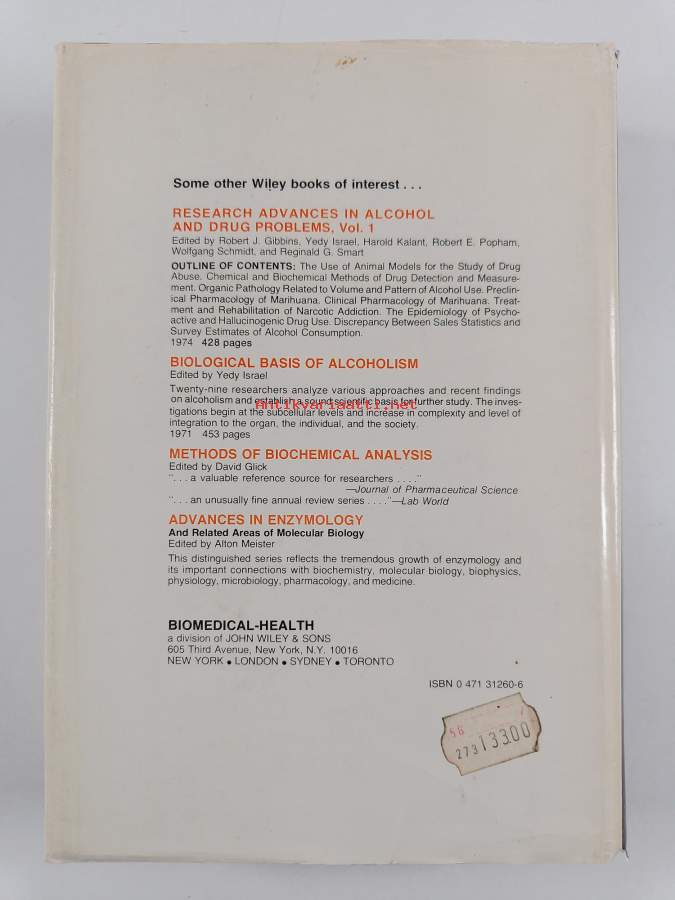 Some other Wiley books of interest . . .
RESEARCH ADVANCES IN ALCOHOL
AND DRUG PROBLEMS, Vol. 1
Edited by Robert J. Gibbins, Yedy Israel, Harold Kalant, Robert E. Popham,
Wolfgang Schmidt, and Reginald G. Smart
OUTLINE OF CONTENTS: The Use of Animal Models for the Study of Drug
Abuse. Chemical and Biochemical Methods of Drug Detection and Measure-
ment. Organic Pathology Related to Volume and Pattern of Alcohol Use. Preclin-
ical Pharmacology of Marihuana. Clinical Pharmacology of Marihuana. Treat-
ment and Rehabilitation of Narcotic Addiction. The Epidemiology of Psycho-
active and Hallucinogenic Drug Use. Discrepancy Between Sales Statistics and
Survey Estimates of Alcohol Consumption.
1974 428 pages
BIOLOGICAL BASIS OF ALCOHOLISM
Edited by Yedy Israel
Twenty-nine researchers analyze various approaches and recent findings
on alcoholism and establish a sound scientific basis for further study. The inves-
antikvariaatti.net
tigations begin at the subcellular levels and increase in complexity and level of
integration to the organ, the individual, and the society.
1971 453 pages
METHODS OF BIOCHEMICAL ANALYSIS
Edited by David Glick
". . . a valuable reference source for researchers . . . ."
—Journal of Pharmaceutical Science
". . . an unusually fine annual review series . . . ."—Lab World
ADVANCES IN ENZYMOLOGY
And Related Areas of Molecular Biology
Edited by Alton Meister
This distinguished series reflects the tremendous growth of enzymology and
its important connections with biochemistry, molecular biology, biophysics,
physiology, microbiology, pharmacology, and medicine.
BIOMEDICAL-HEALTH
a division of JOHN WILEY & SONS
605 Third Avenue, New York, N.Y. 10016
NEW YORK • LONDON • SYDNEY • TORONTO
ISBN 0 471 31260-6
56
273 133.00